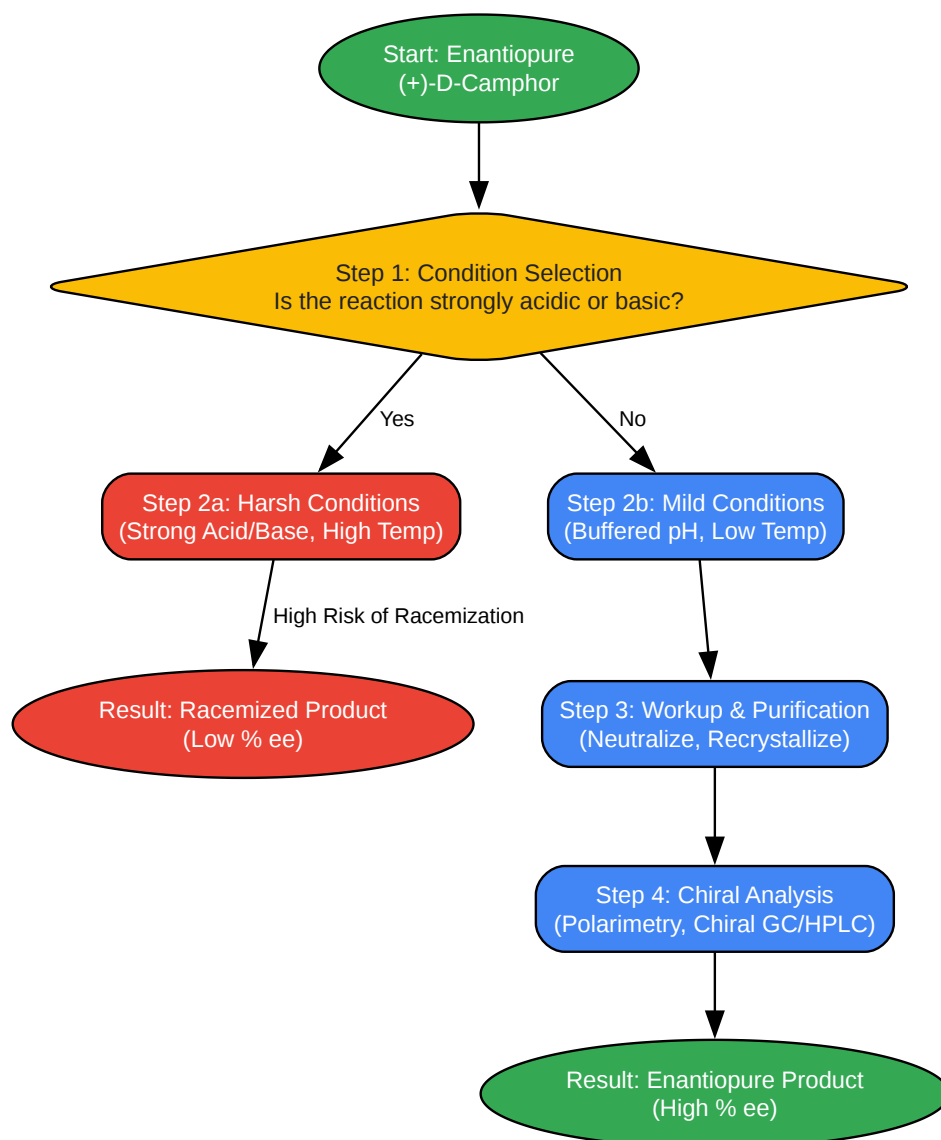 Start: Enantiopure
(+)-D-Camphor
Step 1: Condition Selection
Is the reaction strongly acidic or basic?
Yes
No
Step 2a: Harsh Conditions
(Strong Acid/Base, High Temp)
Step 2b: Mild Conditions
(Buffered pH, Low Temp)
High Risk of Racemization
Result: Racemized Product
(Low % ee)
Step 3: Workup & Purification
(Neutralize, Recrystallize)
Step 4: Chiral Analysis
(Polarimetry, Chiral GC/HPLC)
Result: Enantiopure Product
(High % ee)